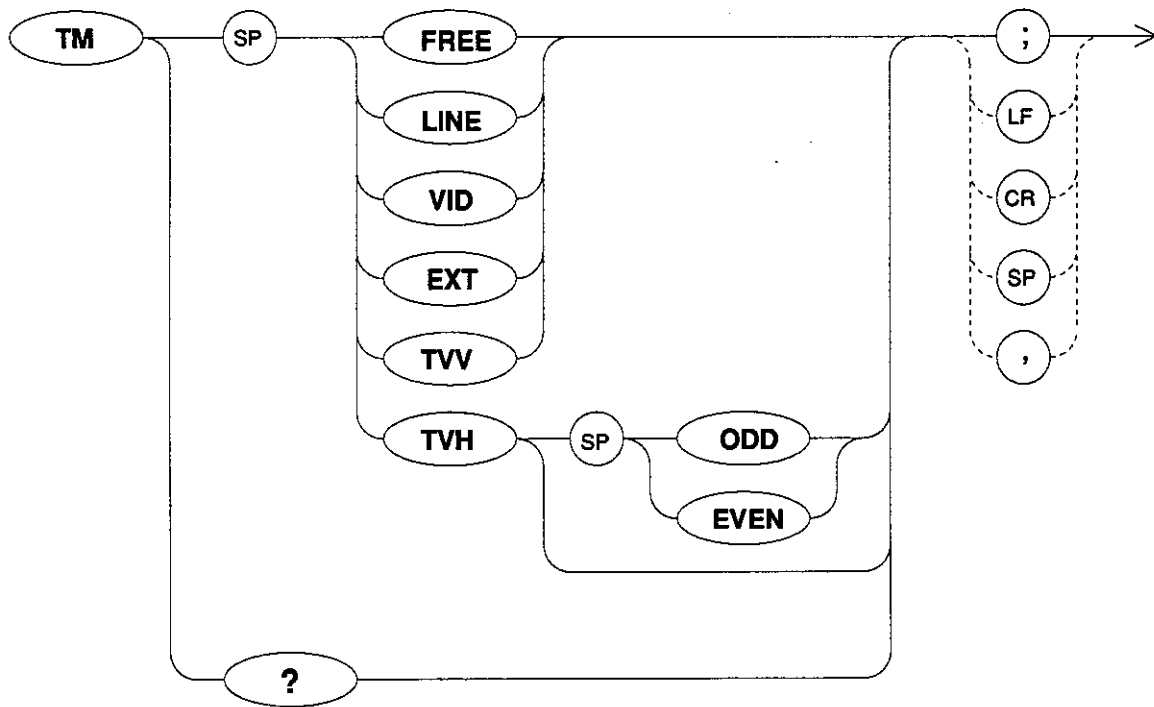 TM SP FREE ;
LINE LF
VID CR
EXT SP
TVV ,
TVH SP ODD
EVEN
?